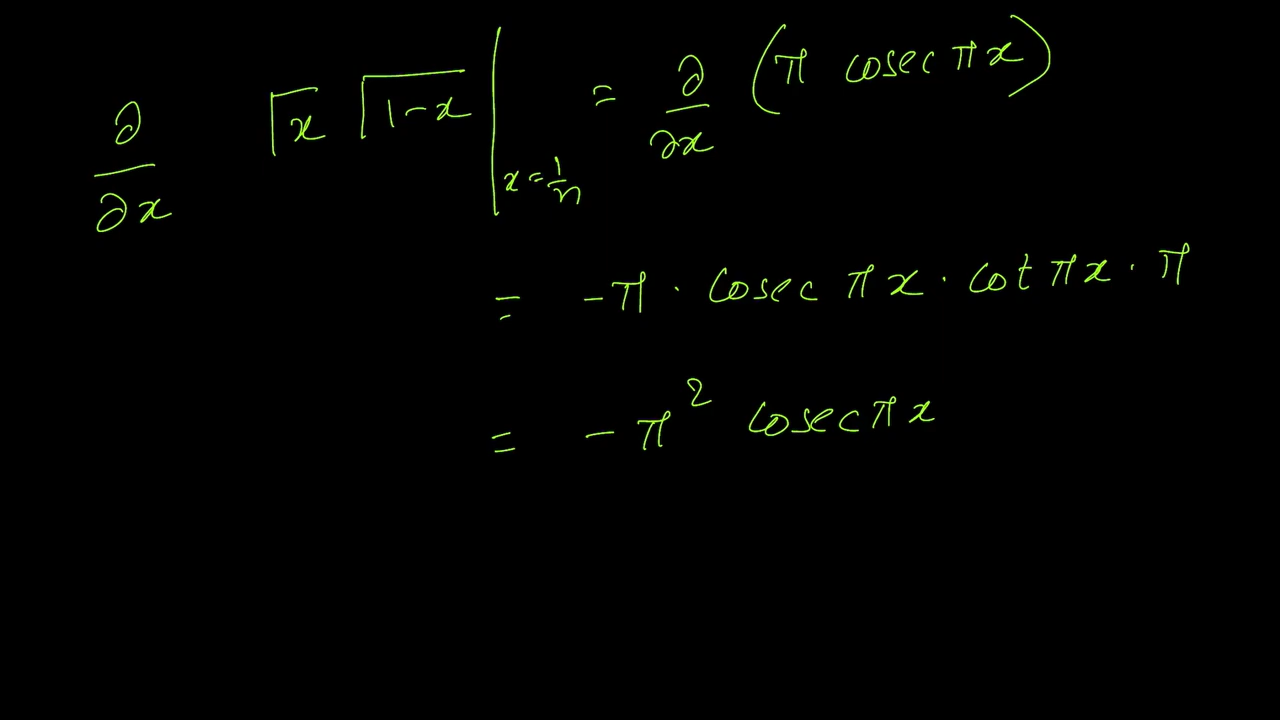 ∂/∂x Γx Γ1-x |x=1/n = ∂/∂x (π cosec πx)
= -π · cosec πx · cot πx · π
= -π² cosec πx